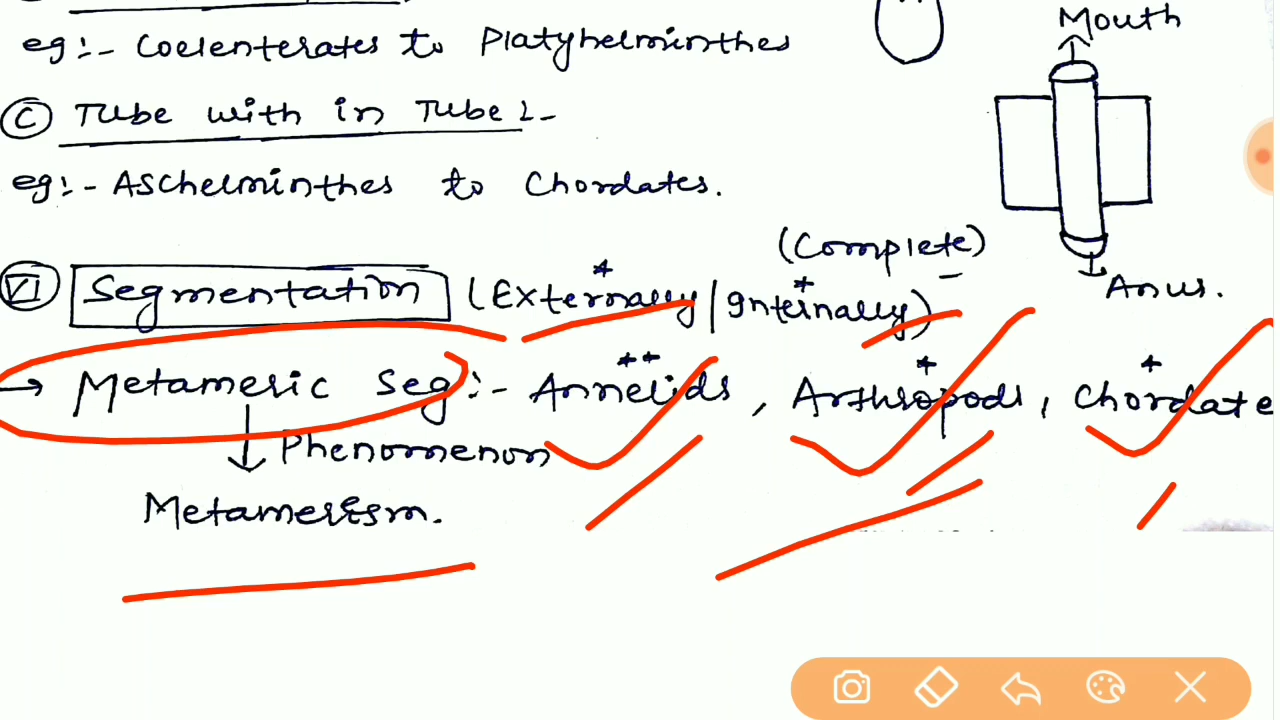 eg:- Coelenterates to Platyhelminthes
Mouth
(C) Tube with in Tube:-
eg:- Aschelminthes to Chordates.
(Complete)
Anus.
(VI) Segmentation (Externally/Internally)
→ Metameric Seg:- Annelids, Arthropods, Chordate
↓ Phenomenon
Metamerism.